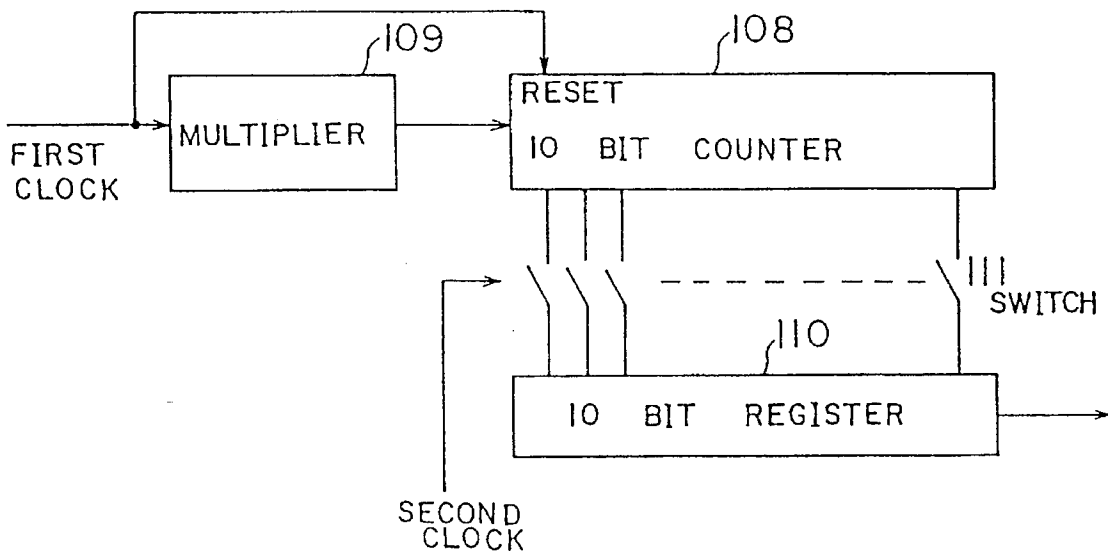 109
108
RESET
MULTIPLIER
10 BIT COUNTER
FIRST
CLOCK
111
SWITCH
110
10 BIT REGISTER
SECOND
CLOCK